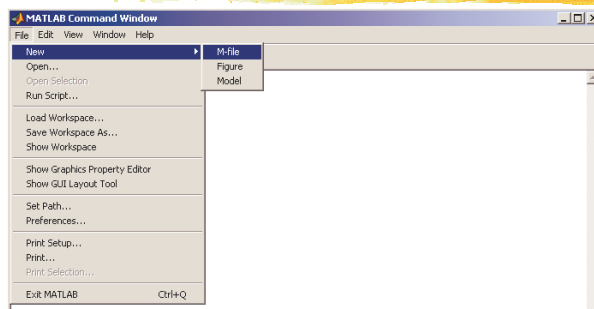 MATLAB Command Window
File Edit View Window Help
New
M-file
Open...
Figure
Open Selection
Model
Run Script...
Load Workspace...
Save Workspace As...
Show Workspace
Show Graphics Property Editor
Show GUI Layout Tool
Set Path...
Preferences...
Print Setup...
Print...
Print Selection...
Exit MATLAB Ctrl+Q